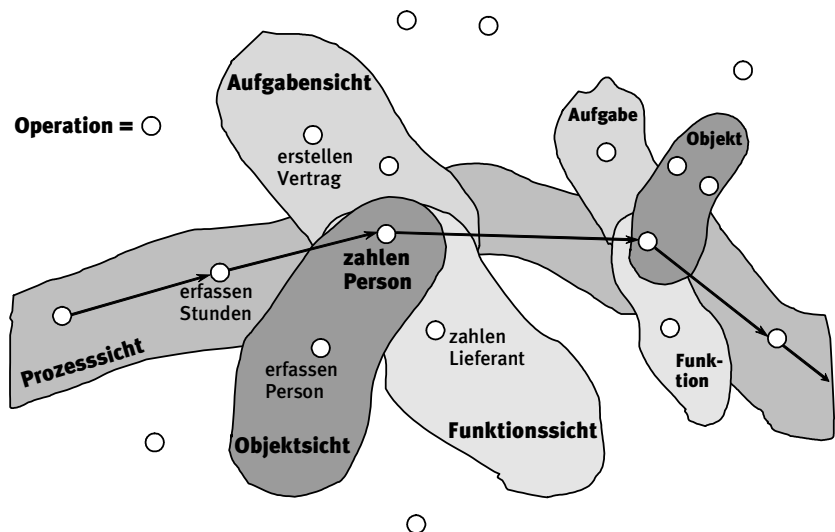 Aufgabensicht
Operation =
erstellen
Vertrag
Aufgabe
Objekt
zahlen
Person
erfassen
Stunden
Prozesssicht
erfassen
Person
zahlen
Lieferant
Funk-
tion
Objektsicht
Funktionssicht